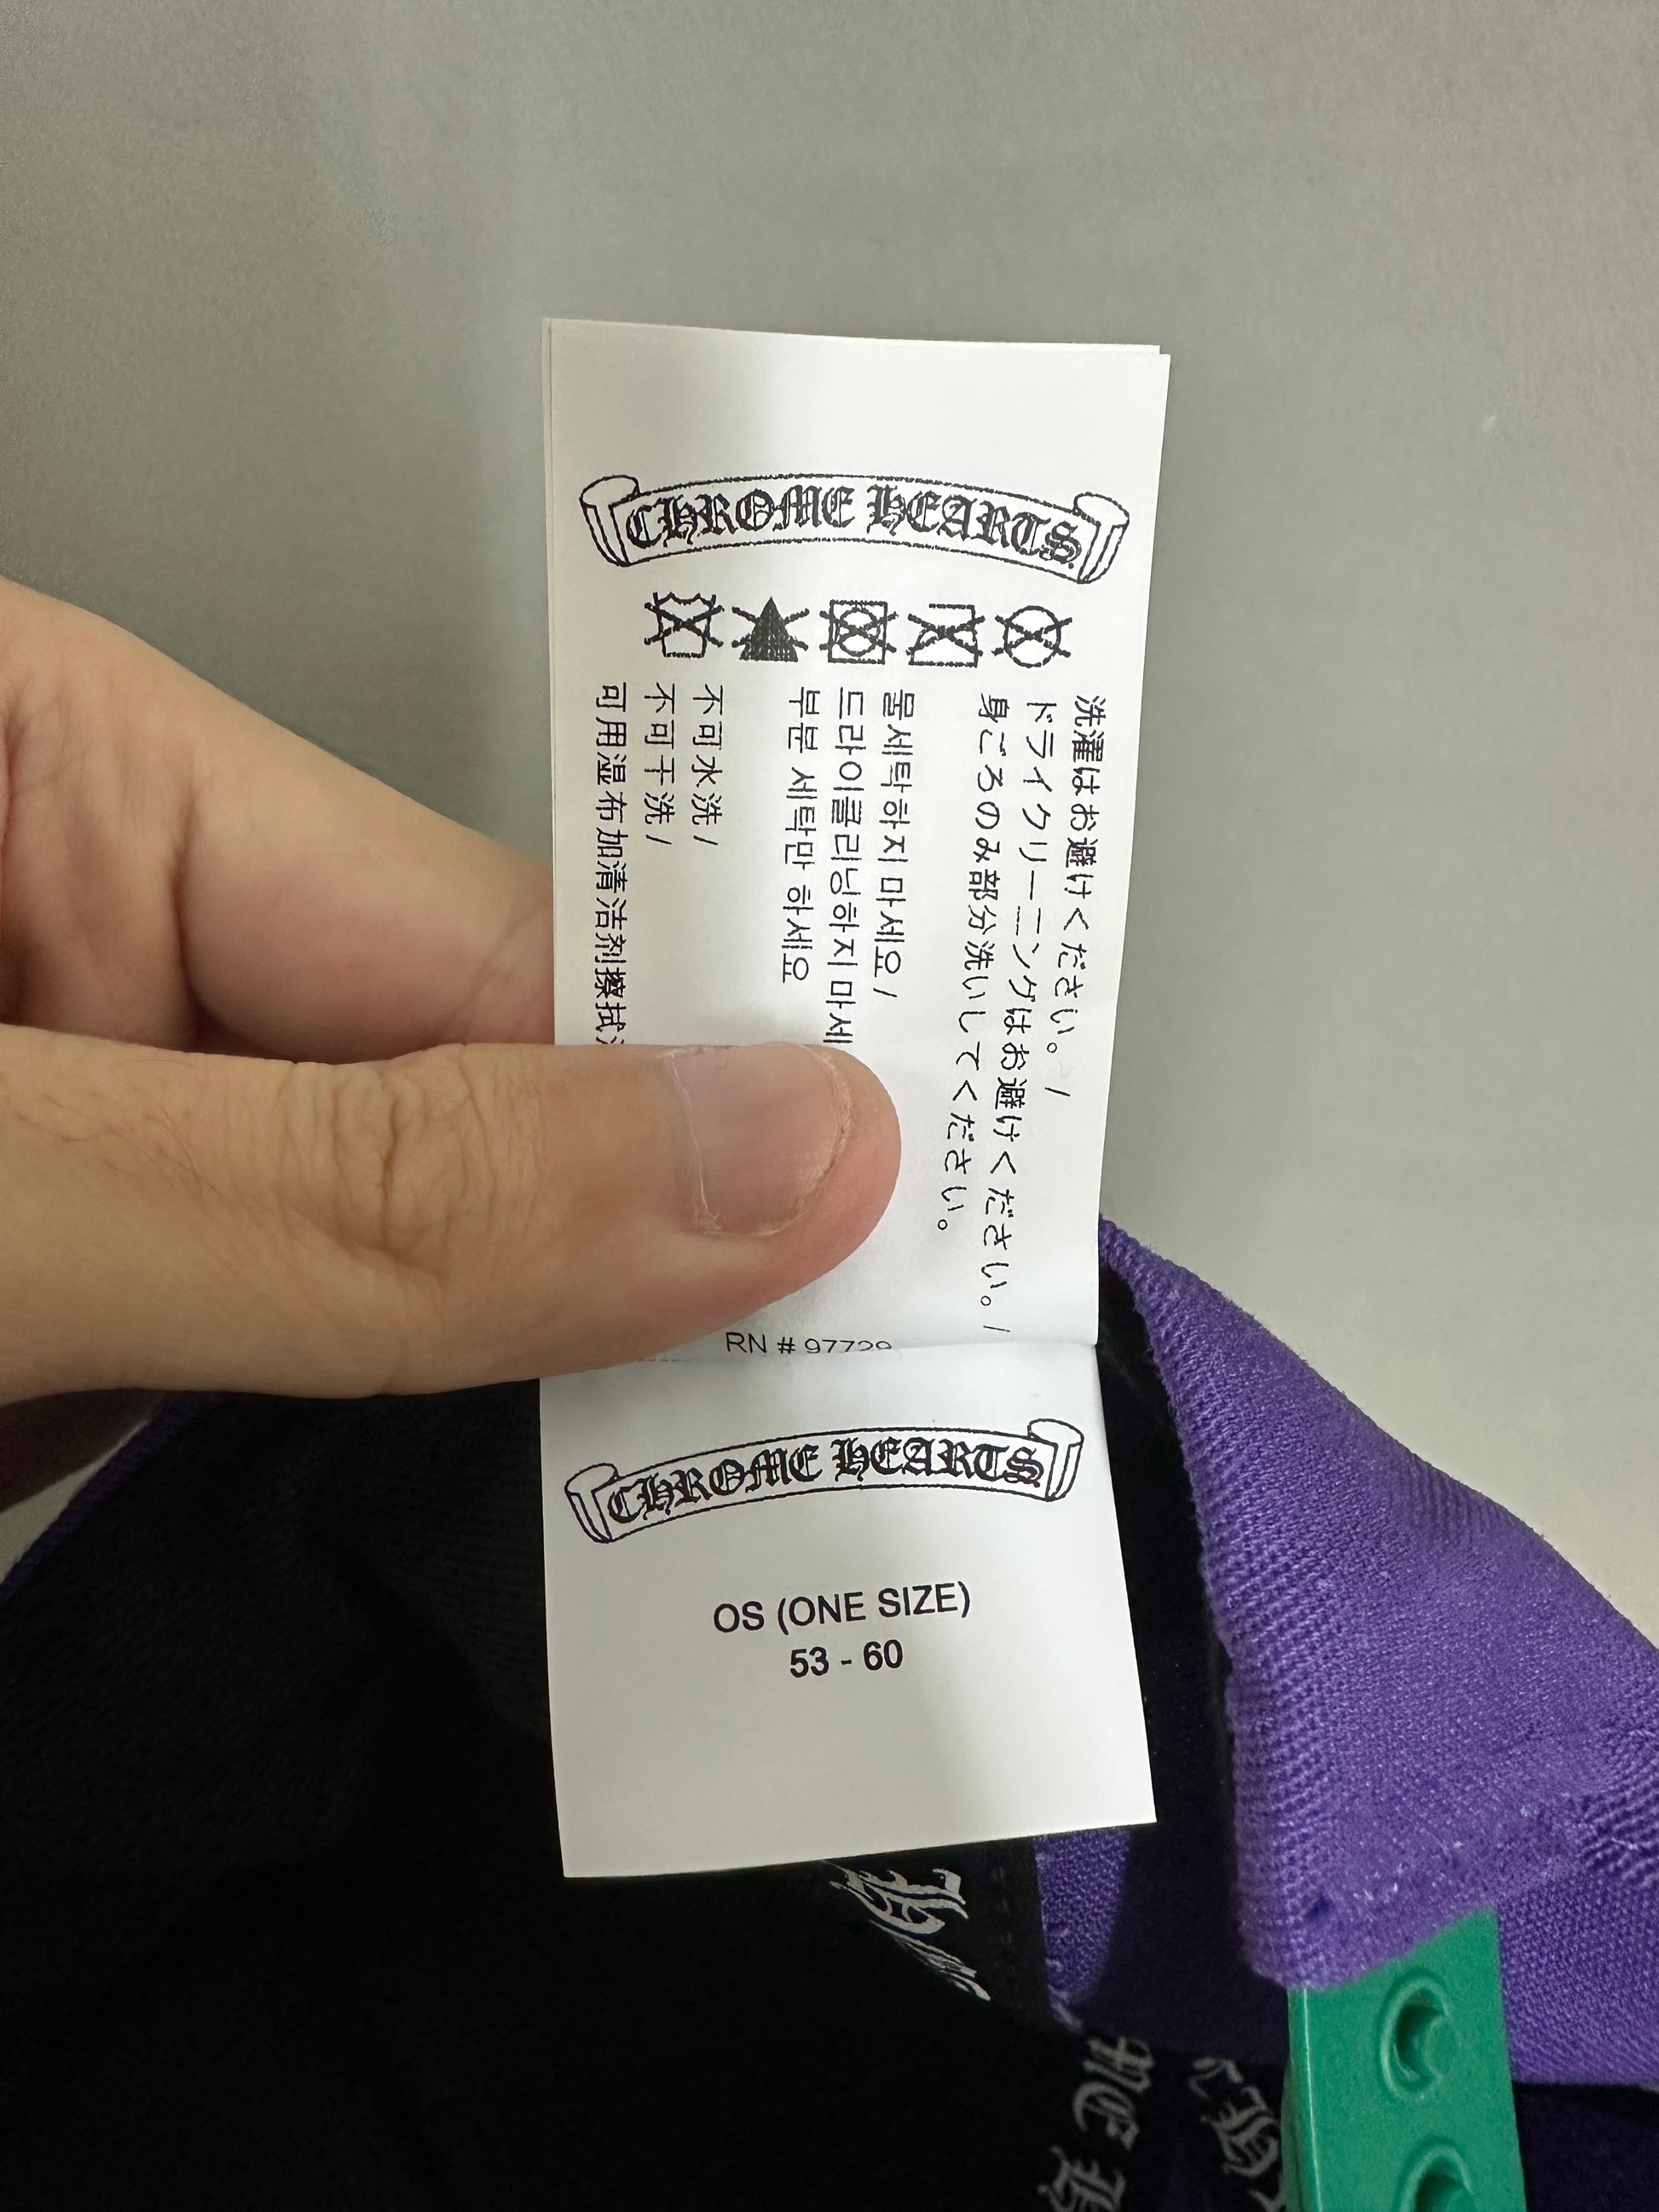 CHROME HEARTS
洗濯はお避けください。/
ドライクリーニングはお避けください。/
身ごろのみ部分洗いしてください。
물세탁하지 마세요 /
드라이클리닝하지 마세
부분 세탁만 하세요
不可水洗 /
不可干洗 /
可用湿布加清洁剂擦拭
RN # 97729
CHROME HEARTS
OS (ONE SIZE)
53 - 60